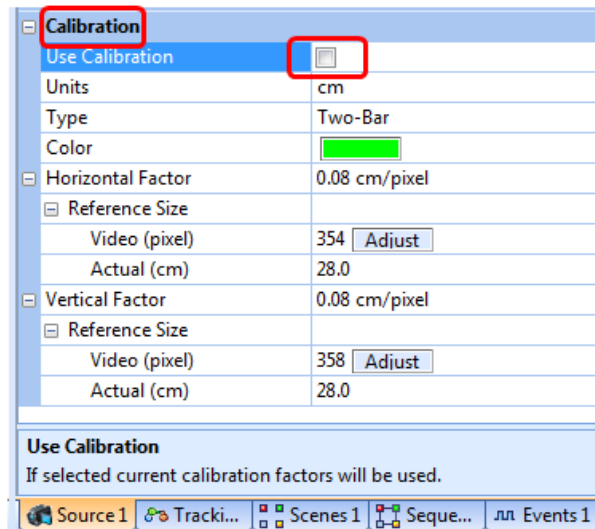 Calibration
Use Calibration
Units cm
Type Two-Bar
Color
Horizontal Factor 0.08 cm/pixel
Reference Size
Video (pixel) 354 Adjust
Actual (cm) 28.0
Vertical Factor 0.08 cm/pixel
Reference Size
Video (pixel) 358 Adjust
Actual (cm) 28.0
Use Calibration
If selected current calibration factors will be used.
Source 1 Tracki... Scenes 1 Seque... Events 1